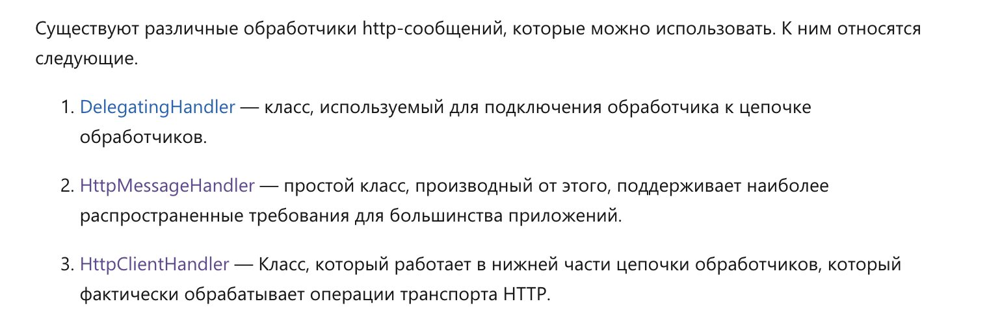 Существуют различные обработчики http-сообщений, которые можно использовать. К ним относятся
следующие.
1. DelegatingHandler — класс, используемый для подключения обработчика к цепочке
обработчиков.
2. HttpMessageHandler — простой класс, производный от этого, поддерживает наиболее
распространенные требования для большинства приложений.
3. HttpClientHandler — Класс, который работает в нижней части цепочки обработчиков, который
фактически обрабатывает операции транспорта HTTP.